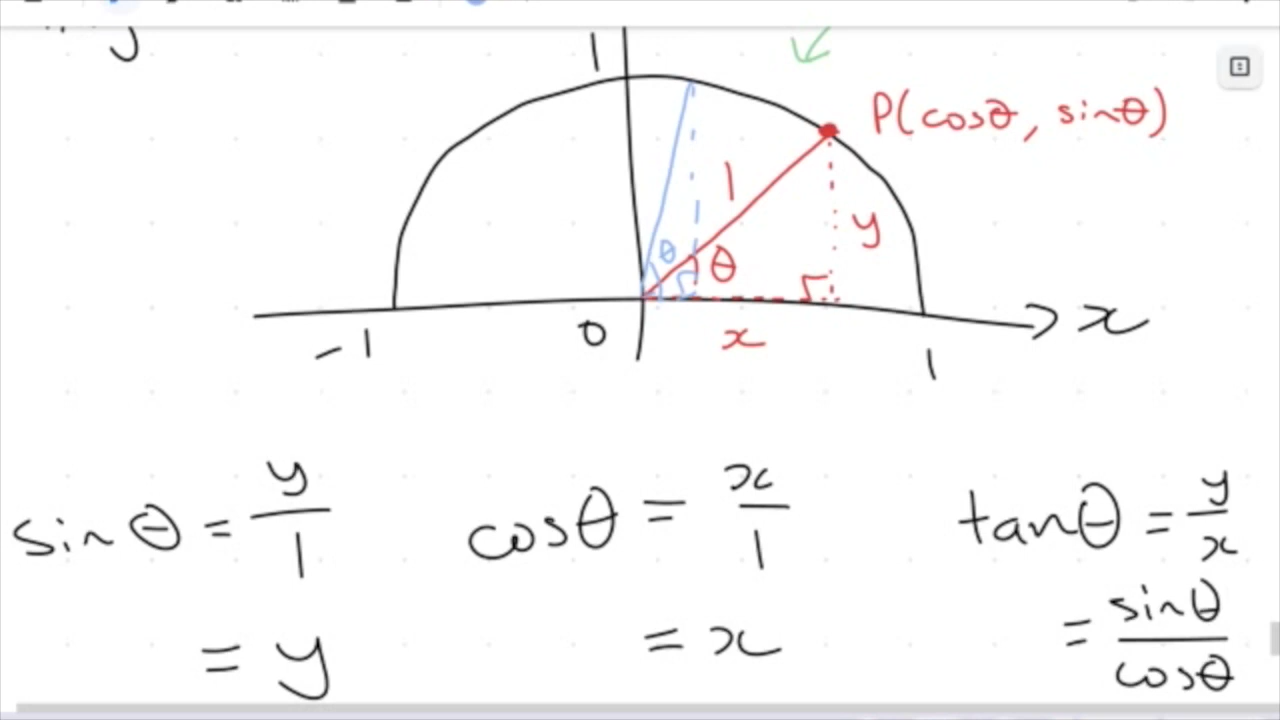 1
P(cosθ, sinθ)
1
y
θ
θ
x
-1
0
x
1
sinθ = y/1
= y
cosθ = x/1
= x
tanθ = y/x
= sinθ/cosθ